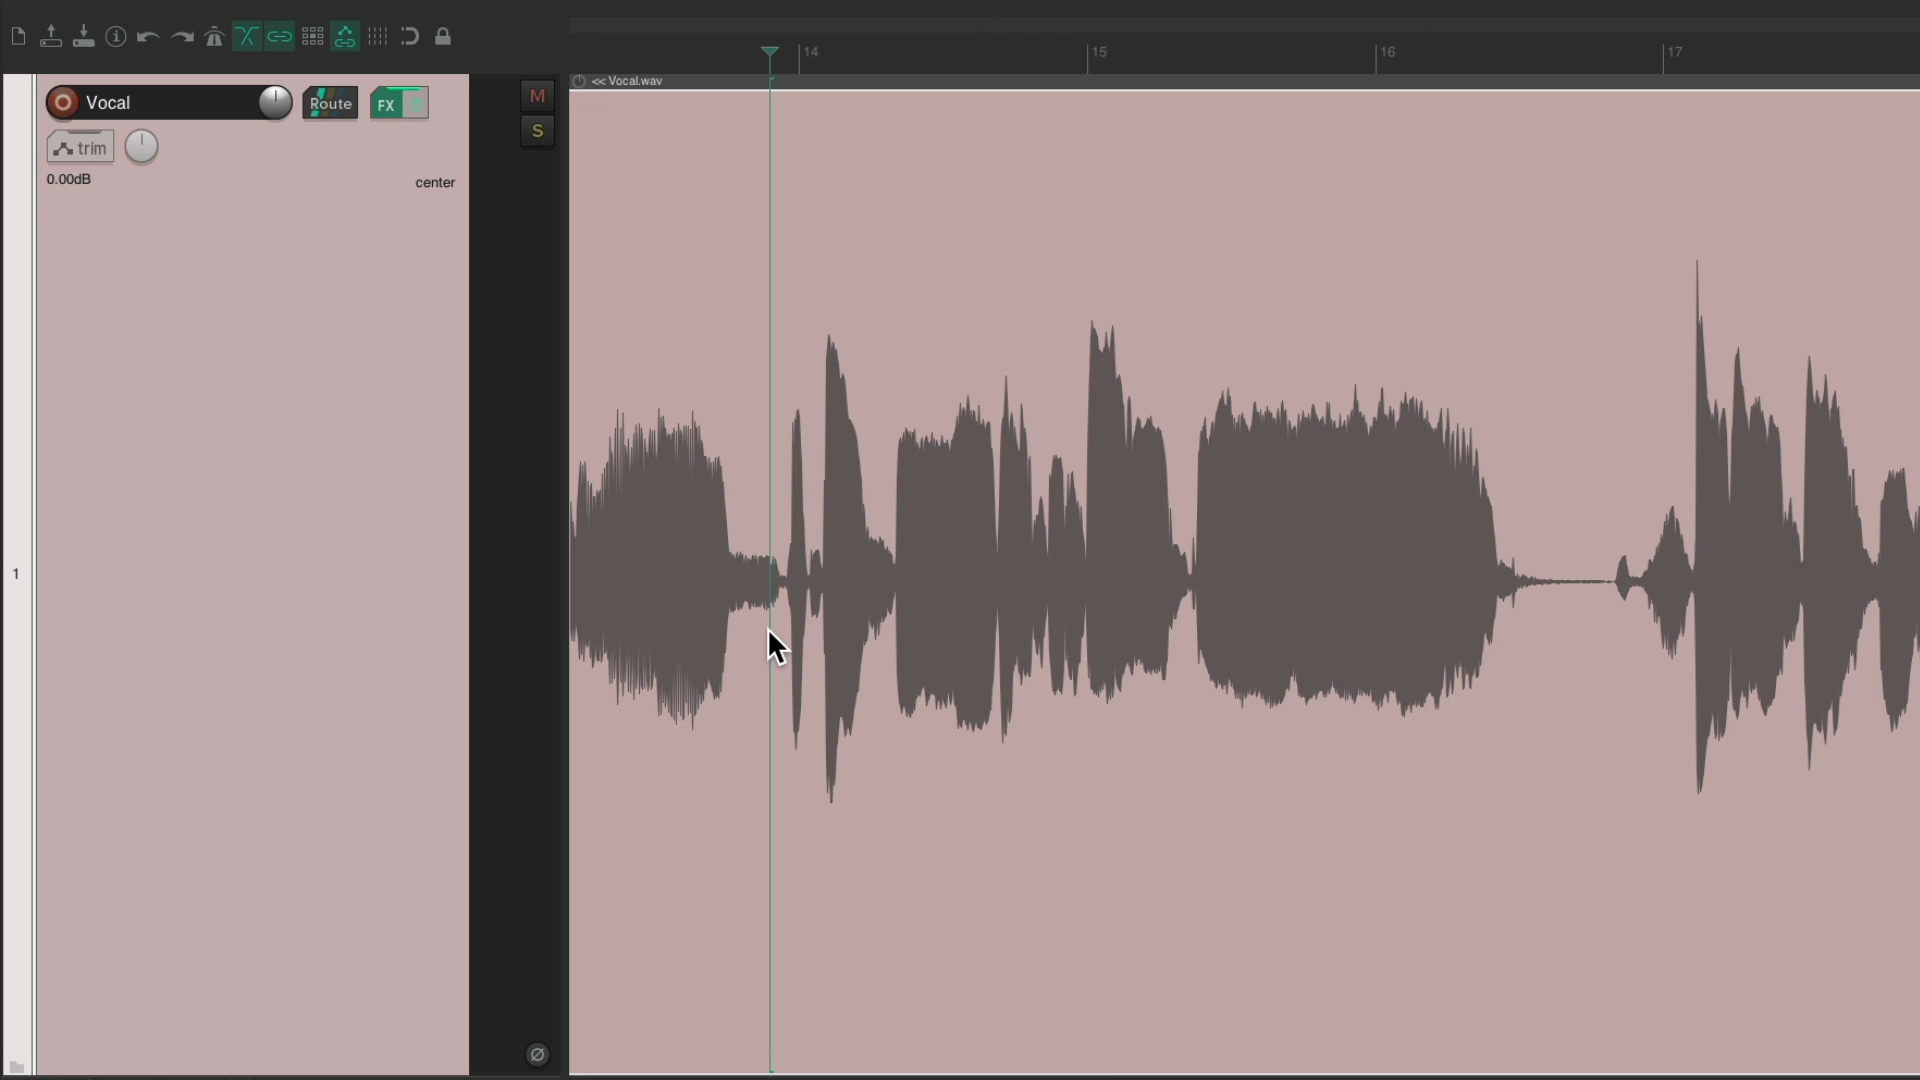 14
15
16
17
<< Vocal.wav
Vocal
Route
FX
M
trim
S
0.00dB
center
1